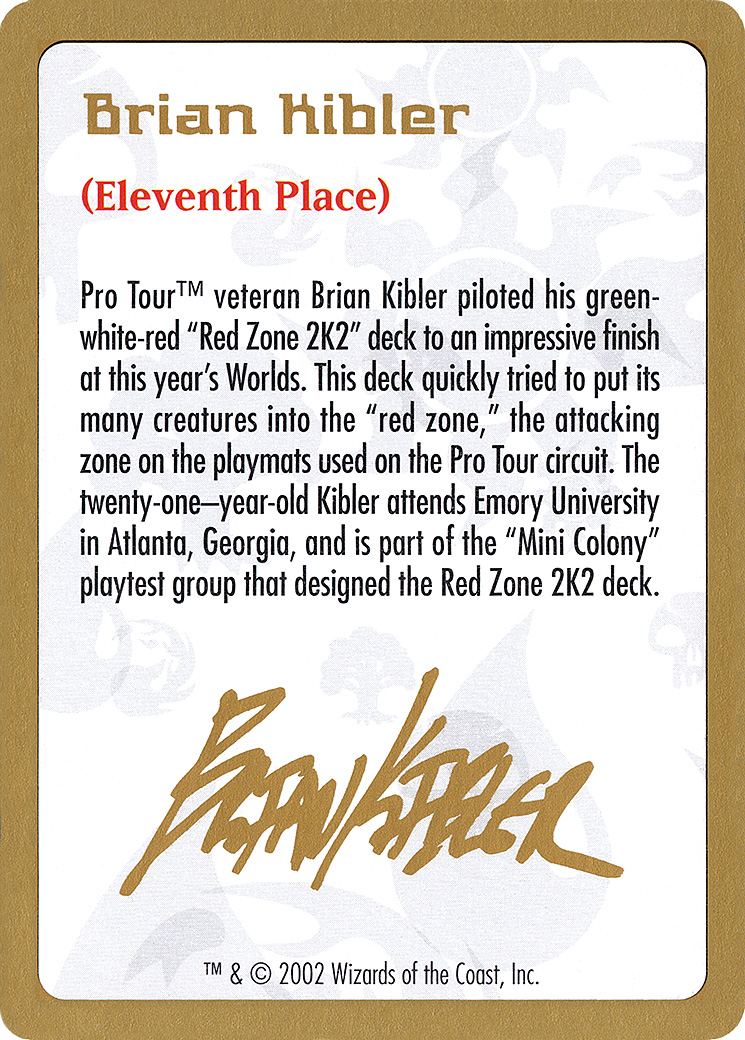 Brian Kibler
(Eleventh Place)
Pro Tour™ veteran Brian Kibler piloted his green-
white-red “Red Zone 2K2” deck to an impressive finish
at this year’s Worlds. This deck quickly tried to put its
many creatures into the “red zone,” the attacking
zone on the playmats used on the Pro Tour circuit. The
twenty-one–year-old Kibler attends Emory University
in Atlanta, Georgia, and is part of the “Mini Colony”
playtest group that designed the Red Zone 2K2 deck.
Brian Kibler
™ & © 2002 Wizards of the Coast, Inc.